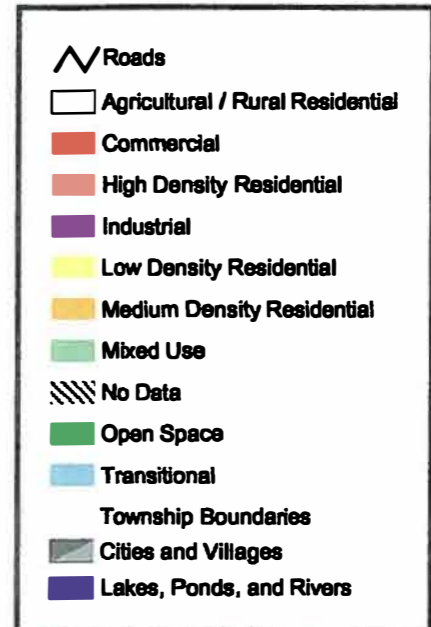 Roads
Agricultural / Rural Residential
Commercial
High Density Residential
Industrial
Low Density Residential
Medium Density Residential
Mixed Use
No Data
Open Space
Transitional
Township Boundaries
Cities and Villages
Lakes, Ponds, and Rivers